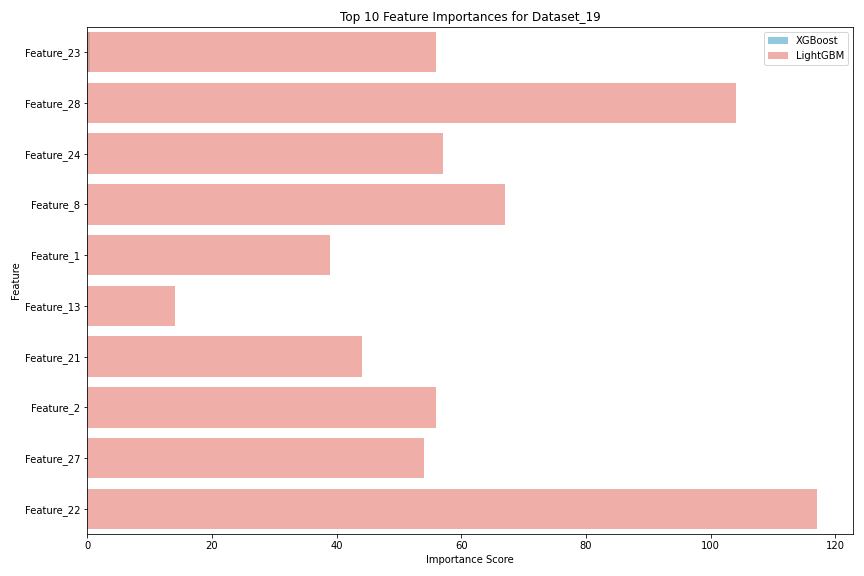 Top 10 Feature Importances for Dataset_19
XGBoost
LightGBM
Feature
Feature_23
Feature_28
Feature_24
Feature_8
Feature_1
Feature_13
Feature_21
Feature_2
Feature_27
Feature_22
0 20 40 60 80 100 120
Importance Score